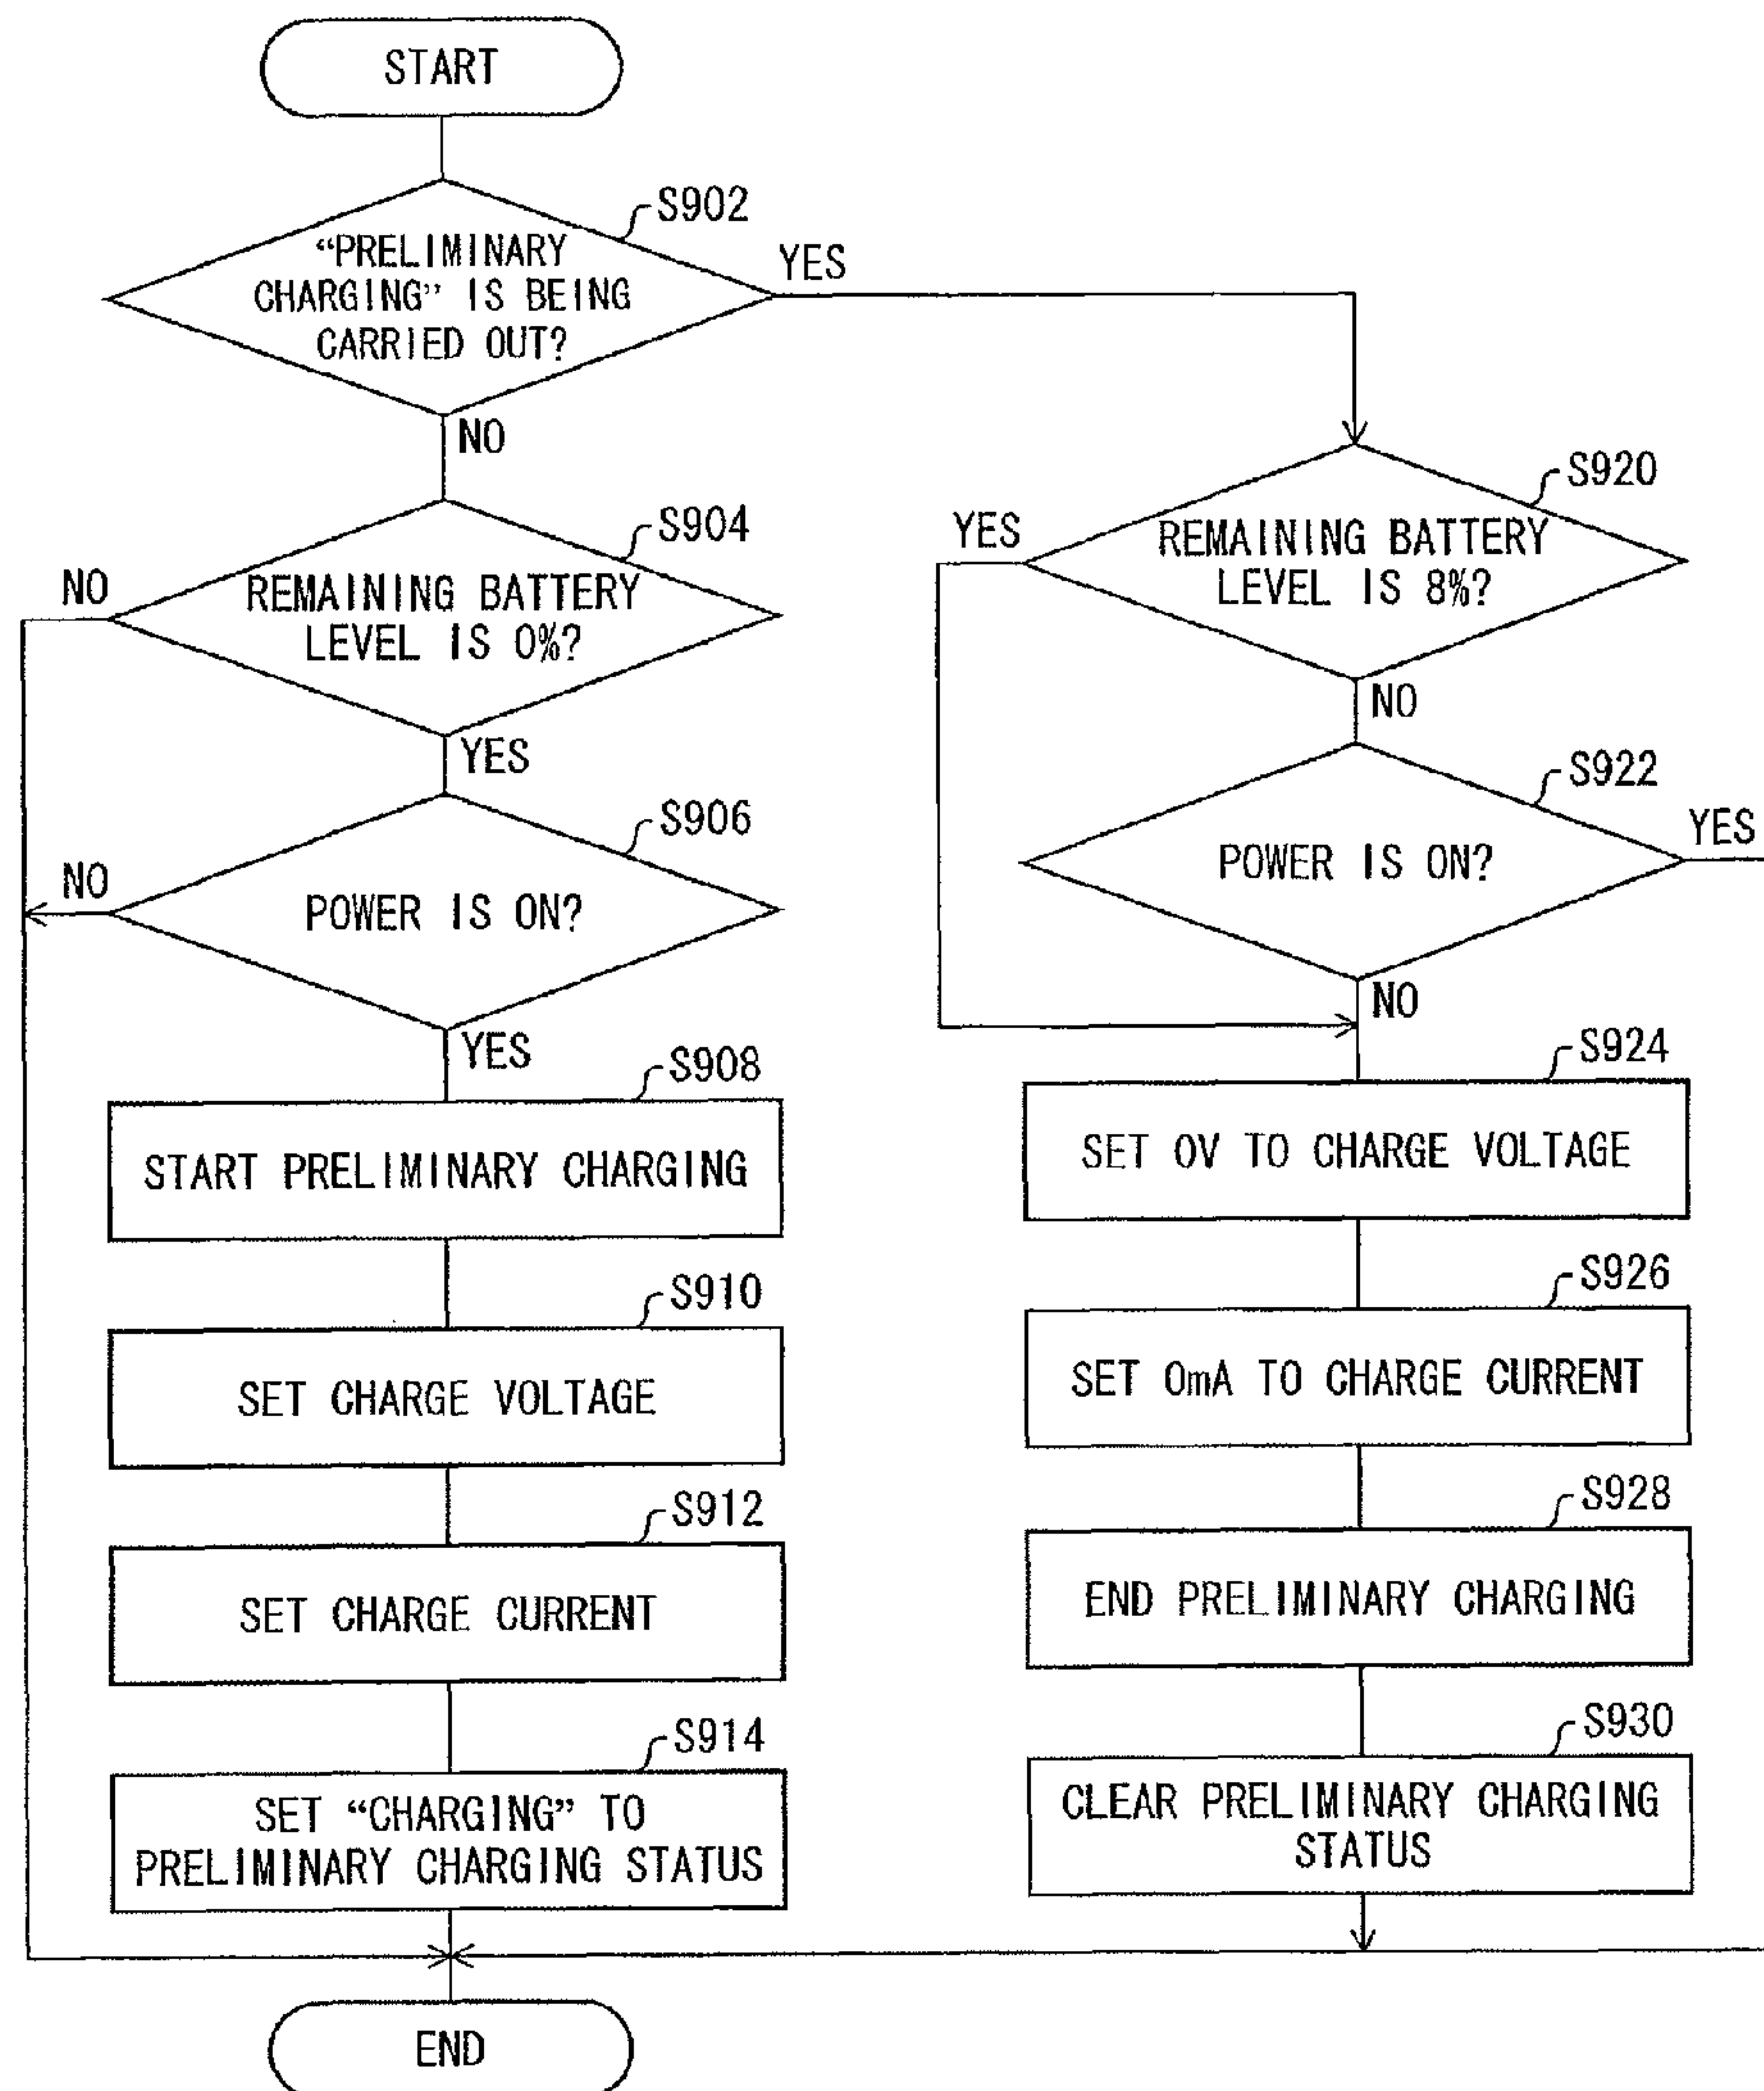 START
S902
“PRELIMINARY
CHARGING” IS BEING
CARRIED OUT?
YES
NO
S904
REMAINING BATTERY
LEVEL IS 0%?
NO
YES
S906
POWER IS ON?
NO
YES
S908
START PRELIMINARY CHARGING
S910
SET CHARGE VOLTAGE
S912
SET CHARGE CURRENT
S914
SET “CHARGING” TO
PRELIMINARY CHARGING STATUS
S920
REMAINING BATTERY
LEVEL IS 8%?
YES
NO
S922
POWER IS ON?
YES
NO
S924
SET 0V TO CHARGE VOLTAGE
S926
SET 0mA TO CHARGE CURRENT
S928
END PRELIMINARY CHARGING
S930
CLEAR PRELIMINARY CHARGING
STATUS
END